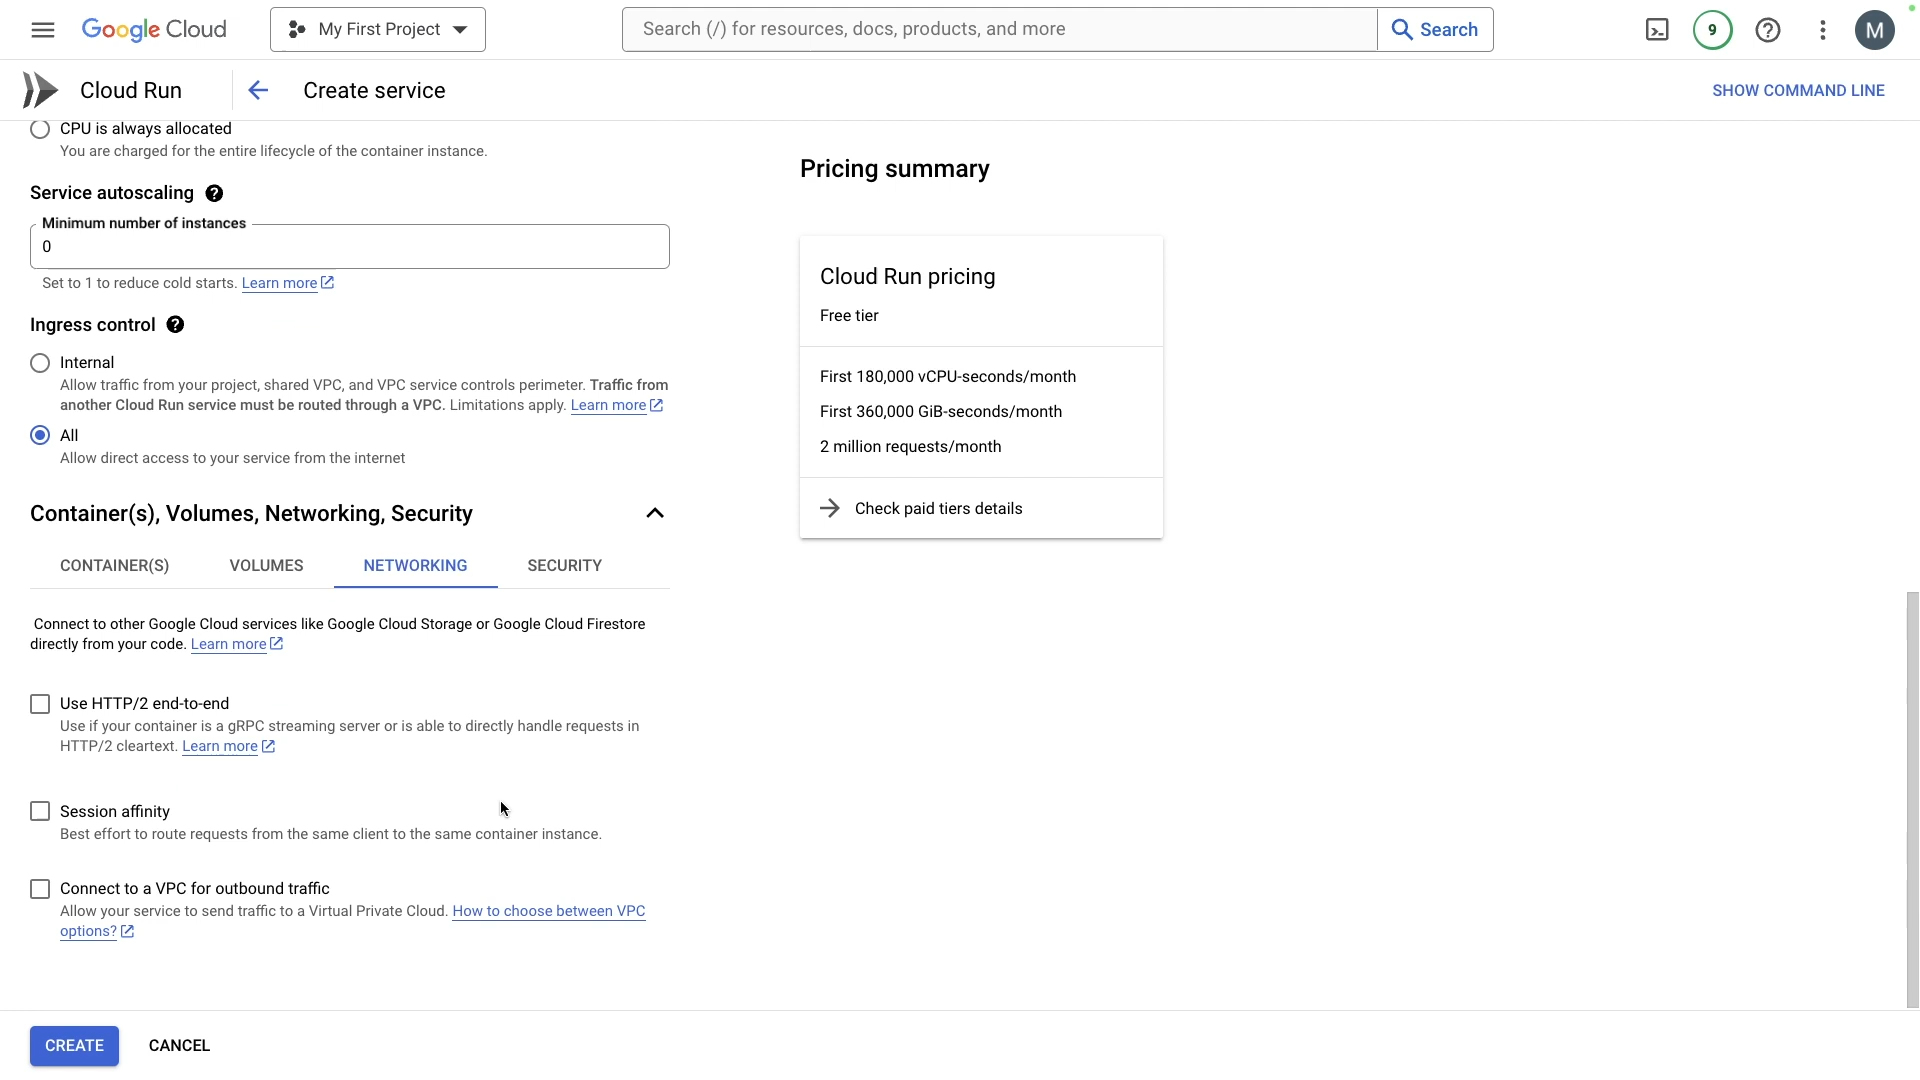 Google Cloud
My First Project
Search (/) for resources, docs, products, and more
Search
9
M
Cloud Run
Create service
SHOW COMMAND LINE
CPU is always allocated
You are charged for the entire lifecycle of the container instance.
Service autoscaling
Minimum number of instances
0
Set to 1 to reduce cold starts. Learn more
Ingress control
Internal
Allow traffic from your project, shared VPC, and VPC service controls perimeter. Traffic from
another Cloud Run service must be routed through a VPC. Limitations apply. Learn more
All
Allow direct access to your service from the internet
Container(s), Volumes, Networking, Security
CONTAINER(S)
VOLUMES
NETWORKING
SECURITY
Connect to other Google Cloud services like Google Cloud Storage or Google Cloud Firestore
directly from your code. Learn more
Use HTTP/2 end-to-end
Use if your container is a gRPC streaming server or is able to directly handle requests in
HTTP/2 cleartext. Learn more
Session affinity
Best effort to route requests from the same client to the same container instance.
Connect to a VPC for outbound traffic
Allow your service to send traffic to a Virtual Private Cloud. How to choose between VPC
options?
Pricing summary
Cloud Run pricing
Free tier
First 180,000 vCPU-seconds/month
First 360,000 GiB-seconds/month
2 million requests/month
Check paid tiers details
CREATE
CANCEL